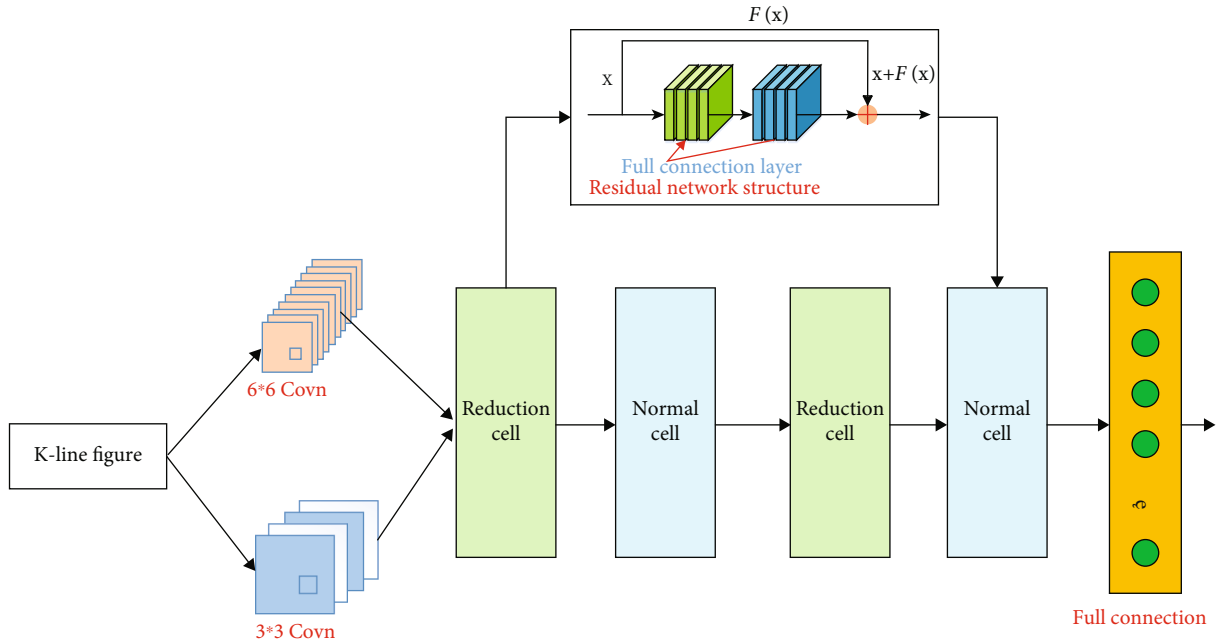 F (x)
X
x+F (x)
Full connection layer
Residual network structure
6*6 Covn
K-line figure
3*3 Covn
Reduction
cell
Normal
cell
Reduction
cell
Normal
cell
Full connection